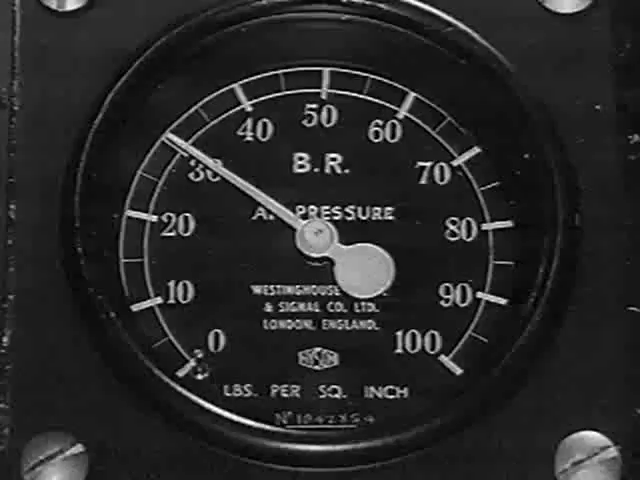 50
40
60
30
B.R.
70
PRESSURE
20
80
WESTINGHOUSE
10
& SIGNAL CO. LTD.
90
LONDON, ENGLAND.
0
100
LBS. PER SQ. INCH